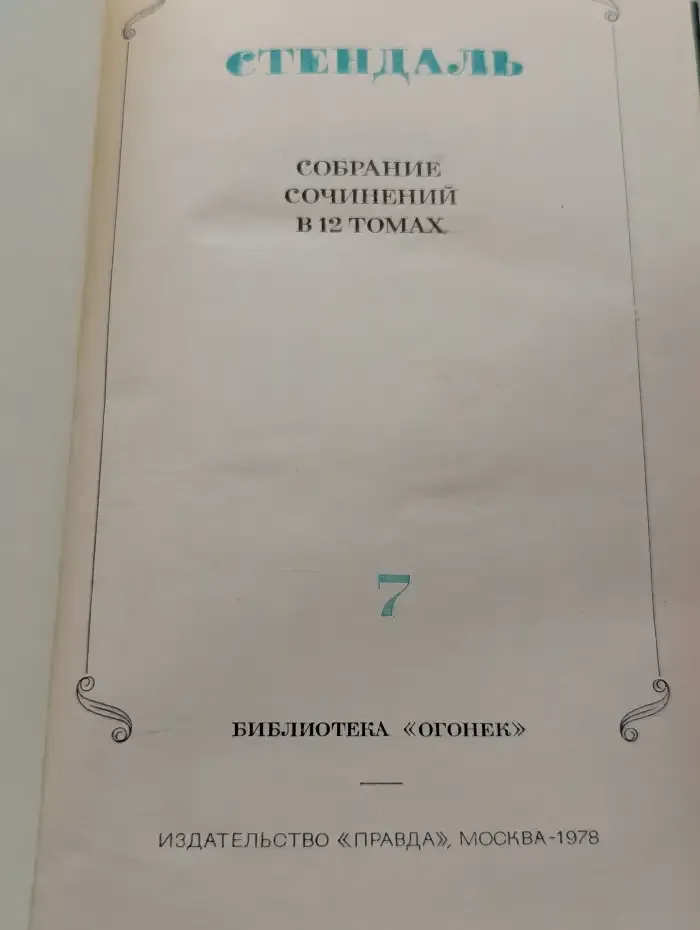 СТЕНДАЛЬ
СОБРАНИЕ
СОЧИНЕНИЙ
В 12 ТОМАХ
7
БИБЛИОТЕКА «ОГОНЕК»
ИЗДАТЕЛЬСТВО «ПРАВДА», МОСКВА-1978